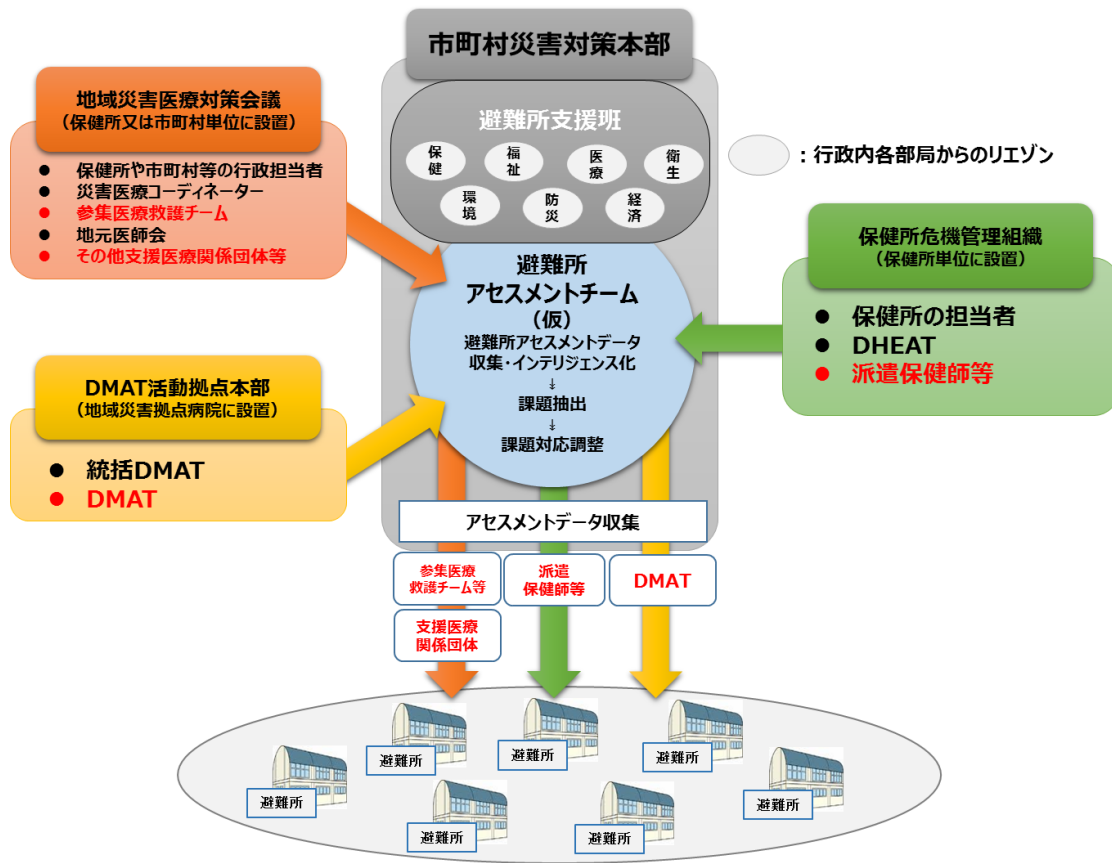 市町村災害対策本部
避難所支援班
保健
福祉
医療
衛生
環境
防災
経済
：行政内各部局からのリエゾン
地域災害医療対策会議
（保健所又は市町村単位に設置）
● 保健所や市町村等の行政担当者
● 災害医療コーディネーター
● 参集医療救護チーム
● 地元医師会
● その他支援医療関係団体等
保健所危機管理組織
（保健所単位に設置）
● 保健所の担当者
● DHEAT
● 派遣保健師等
DMAT活動拠点本部
（地域災害拠点病院に設置）
● 統括DMAT
● DMAT
避難所
アセスメントチーム
（仮）
避難所アセスメントデータ
収集・インテリジェンス化
↓
課題抽出
↓
課題対応調整
アセスメントデータ収集
参集医療
救護チーム等
派遣
保健師等
DMAT
支援医療
関係団体
避難所
避難所
避難所
避難所
避難所
避難所
避難所